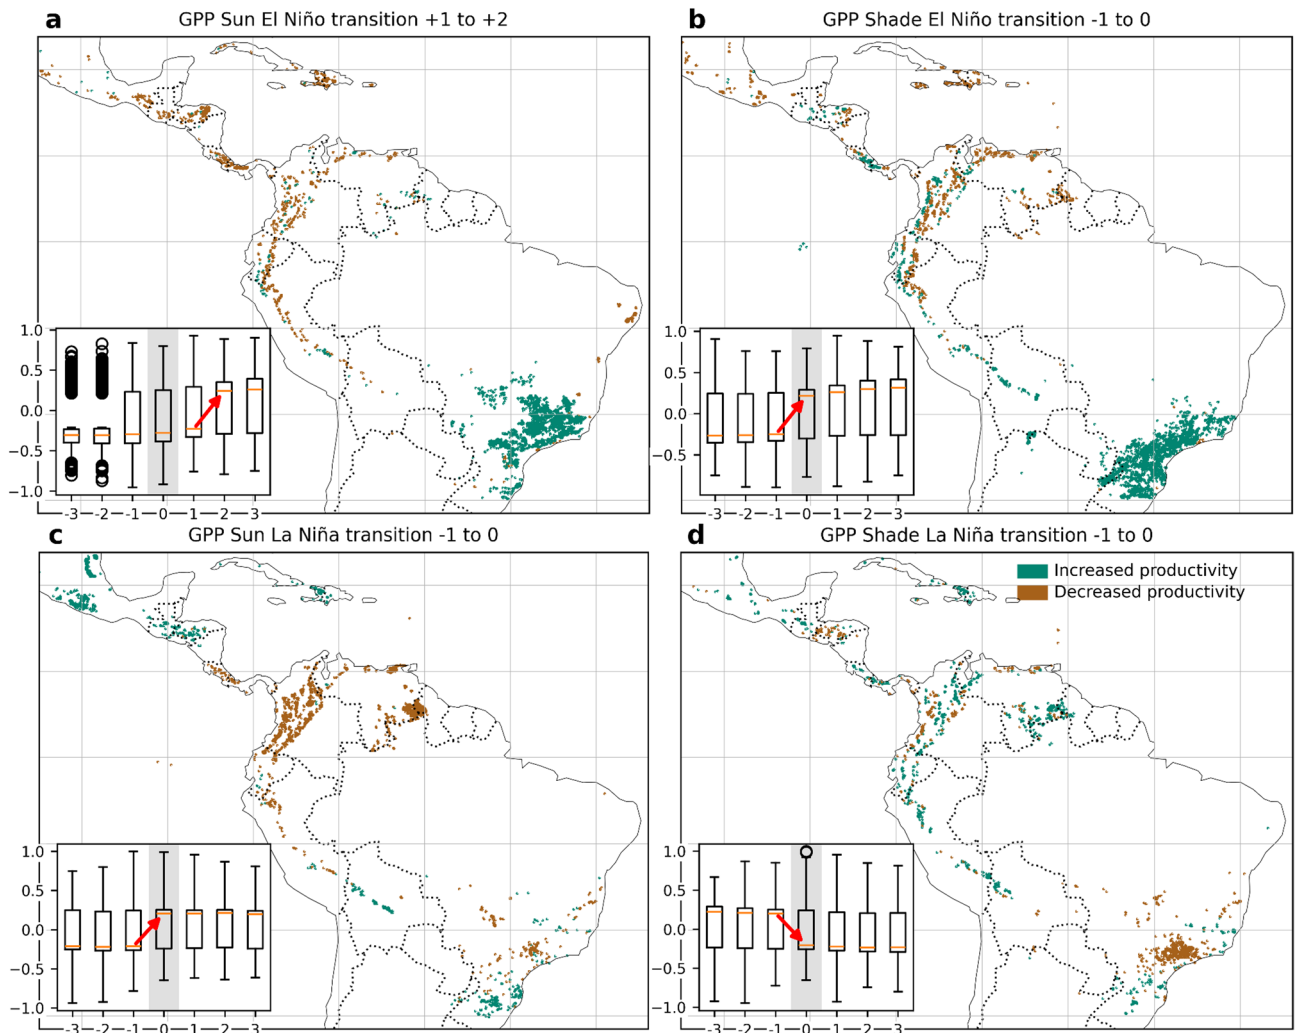 a GPP Sun El Niño transition +1 to +2
b GPP Shade El Niño transition -1 to 0
1.0
0.5
0.0
−0.5
−1.0
-3 -2 -1 0 1 2 3
1.0
0.5
0.0
−0.5
-3 -2 -1 0 1 2 3
c GPP Sun La Niña transition -1 to 0
d GPP Shade La Niña transition -1 to 0
Increased productivity
Decreased productivity
1.0
0.5
0.0
−0.5
−1.0
-3 -2 -1 0 1 2 3
1.0
0.5
0.0
−0.5
−1.0
-3 -2 -1 0 1 2 3